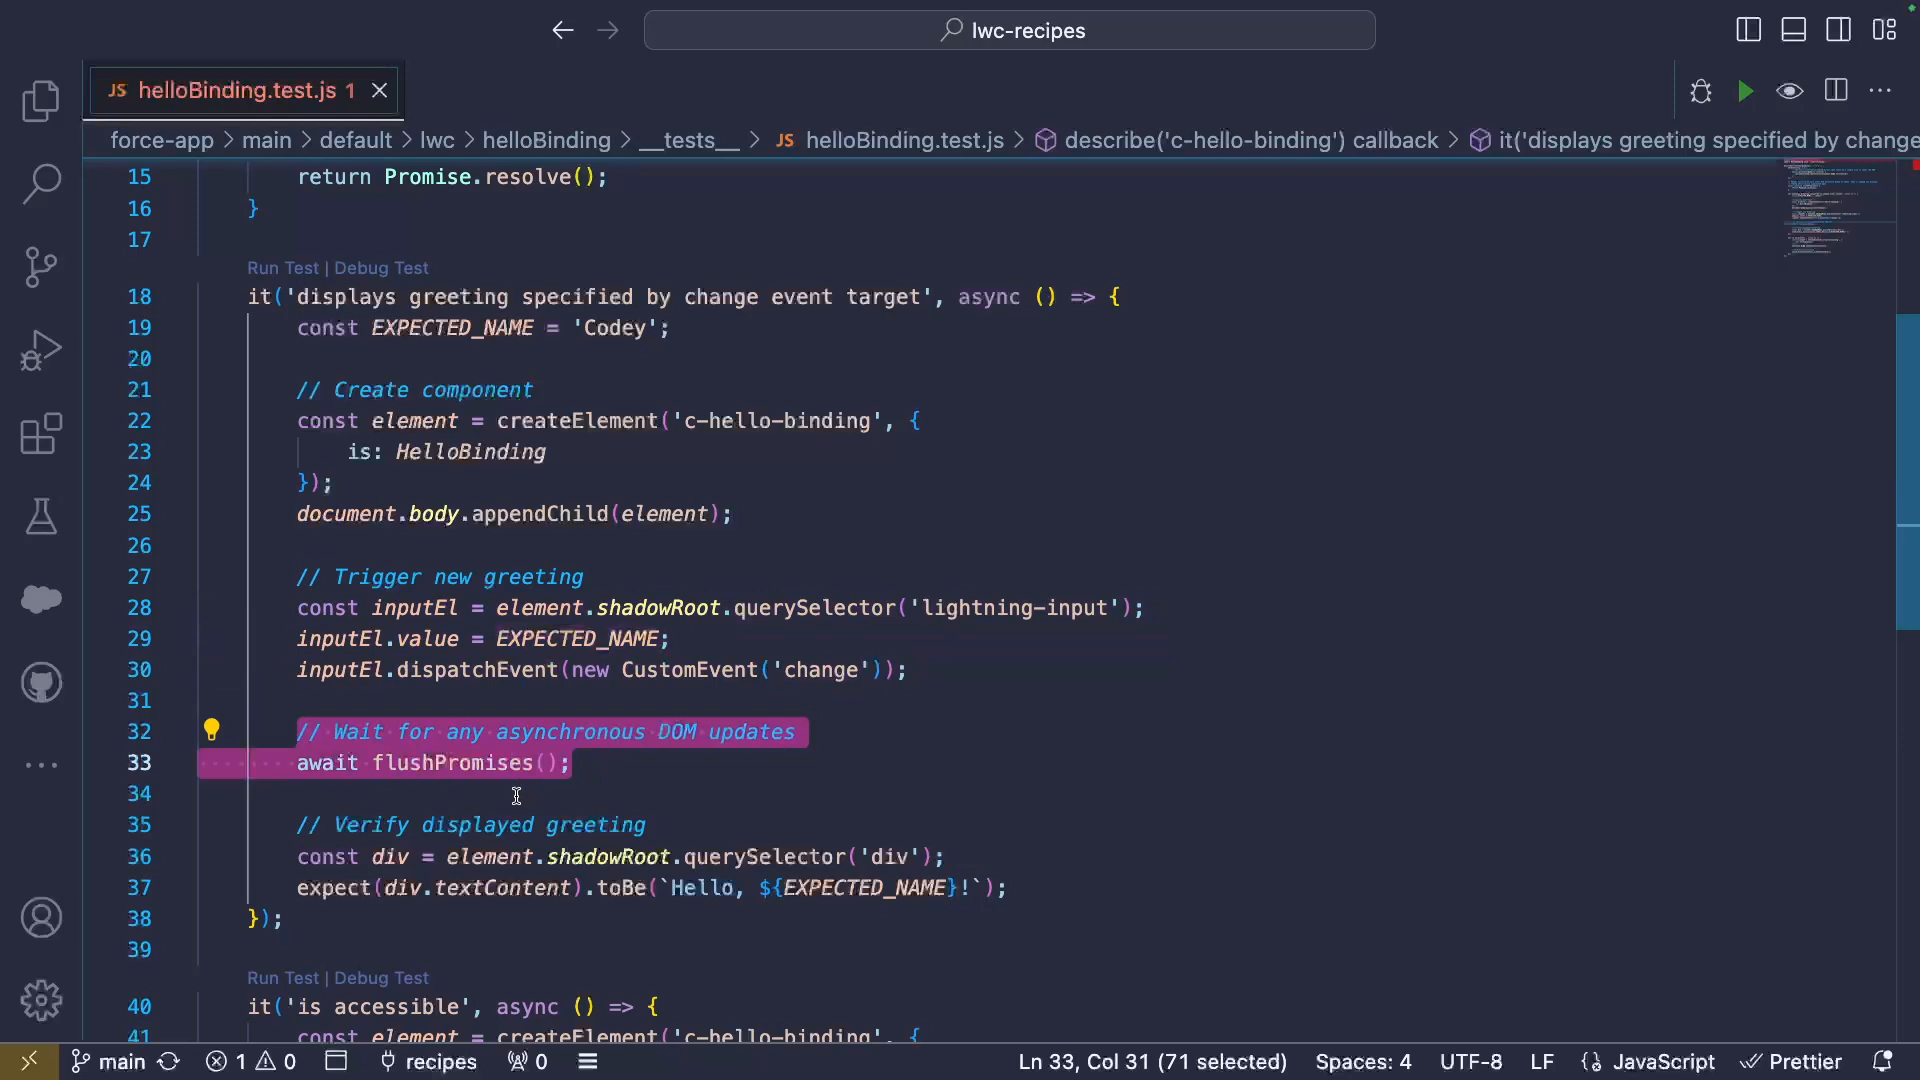 lwc-recipes
JS helloBinding.test.js 1
force-app > main > default > lwc > helloBinding > __tests__ > JS helloBinding.test.js > describe('c-hello-binding') callback > it('displays greeting specified by change
15 return Promise.resolve();
16 }
17
Run Test | Debug Test
18 it('displays greeting specified by change event target', async () => {
19 const EXPECTED_NAME = 'Codey';
20
21 // Create component
22 const element = createElement('c-hello-binding', {
23 is: HelloBinding
24 });
25 document.body.appendChild(element);
26
27 // Trigger new greeting
28 const inputEl = element.shadowRoot.querySelector('lightning-input');
29 inputEl.value = EXPECTED_NAME;
30 inputEl.dispatchEvent(new CustomEvent('change'));
31
32 // Wait for any asynchronous DOM updates
33 await flushPromises();
34
35 // Verify displayed greeting
36 const div = element.shadowRoot.querySelector('div');
37 expect(div.textContent).toBe(`Hello, ${EXPECTED_NAME}!`);
38 });
39
Run Test | Debug Test
40 it('is accessible', async () => {
41 const element = createElement('c-hello-binding', {
main 1 0 recipes 0 Ln 33, Col 31 (71 selected) Spaces: 4 UTF-8 LF JavaScript Prettier